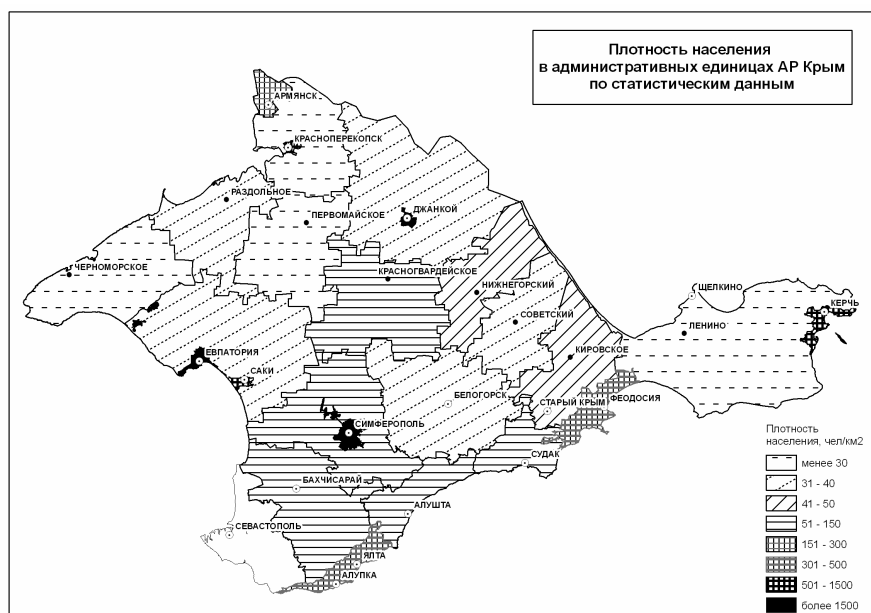 Плотность населения
в административных единицах АР Крым
по статистическим данным
АРМЯНСК
КРАСНОПЕРЕКОПСК
РАЗДОЛЬНОЕ
ПЕРВОМАЙСКОЕ
ДЖАНКОЙ
ЧЕРНОМОРСКОЕ
КРАСНОГВАРДЕЙСКОЕ
НИЖНЕГОРСКИЙ
ЩЕЛКИНО
КЕРЧЬ
СОВЕТСКИЙ
ЛЕНИНО
ЕВПАТОРИЯ
КИРОВСКОЕ
САКИ
БЕЛОГОРСК
СТАРЫЙ КРЫМ
ФЕОДОСИЯ
СИМФЕРОПОЛЬ
СУДАК
БАХЧИСАРАЙ
АЛУШТА
СЕВАСТОПОЛЬ
ЯЛТА
АЛУПКА
Плотность
населения, чел/км2
менее 30
31 - 40
41 - 50
51 - 150
151 - 300
301 - 500
501 - 1500
более 1500